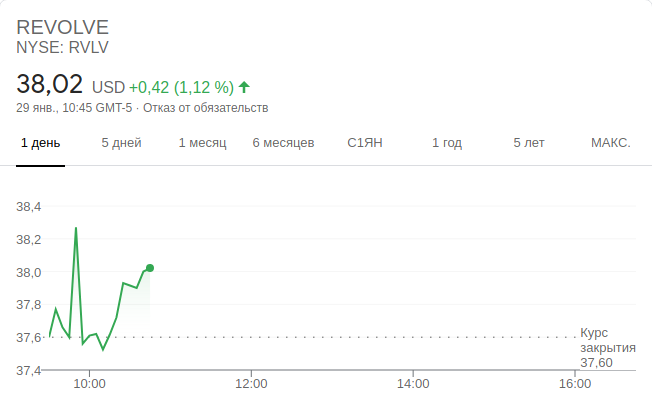 REVOLVE
NYSE: RVLV
38,02 USD +0,42 (1,12 %)
29 янв., 10:45 GMT-5 · Отказ от обязательств
1 день 5 дней 1 месяц 6 месяцев С1ЯН 1 год 5 лет МАКС.
38,4
38,2
38,0
37,8
37,6
Курс
закрытия
37,60
37,4
10:00 12:00 14:00 16:00